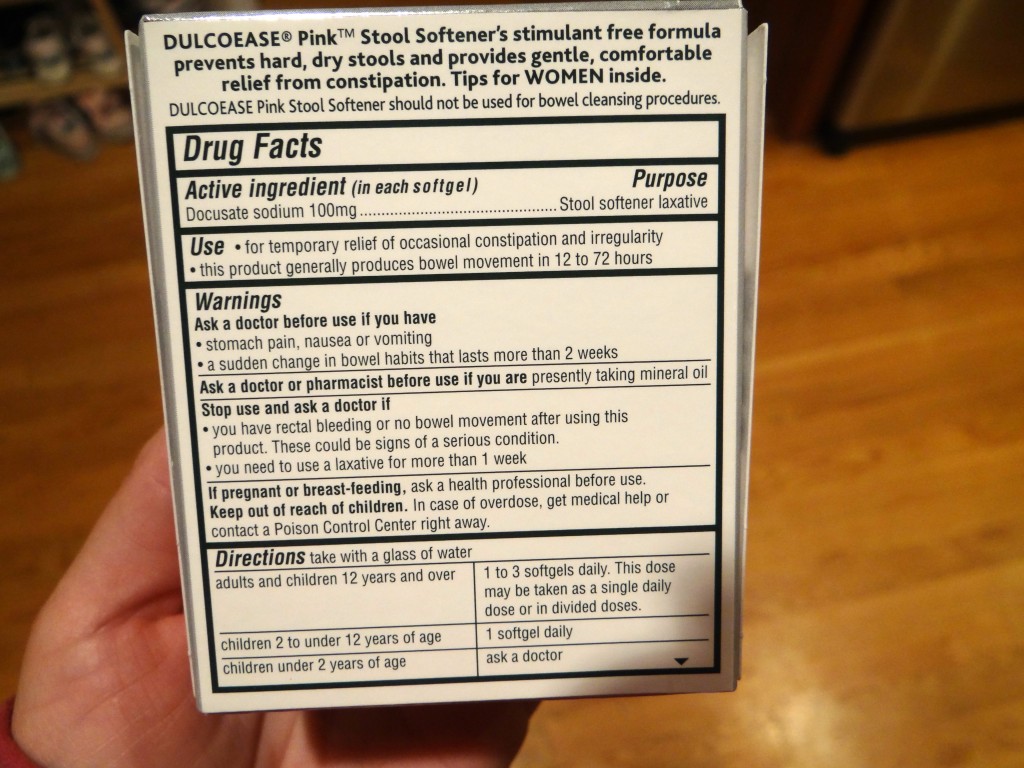 DULCOEASE® Pink™ Stool Softener's stimulant free formula
prevents hard, dry stools and provides gentle, comfortable
relief from constipation. Tips for WOMEN inside.
DULCOEASE Pink Stool Softener should not be used for bowel cleansing procedures.
Drug Facts
Active ingredient (in each softgel) Purpose
Docusate sodium 100mg............................................. Stool softener laxative
Use • for temporary relief of occasional constipation and irregularity
• this product generally produces bowel movement in 12 to 72 hours
Warnings
Ask a doctor before use if you have
• stomach pain, nausea or vomiting
• a sudden change in bowel habits that lasts more than 2 weeks
Ask a doctor or pharmacist before use if you are presently taking mineral oil
Stop use and ask a doctor if
• you have rectal bleeding or no bowel movement after using this
product. These could be signs of a serious condition.
• you need to use a laxative for more than 1 week
If pregnant or breast-feeding, ask a health professional before use.
Keep out of reach of children. In case of overdose, get medical help or
contact a Poison Control Center right away.
Directions take with a glass of water
adults and children 12 years and over
1 to 3 softgels daily. This dose
may be taken as a single daily
dose or in divided doses.
children 2 to under 12 years of age
1 softgel daily
children under 2 years of age
ask a doctor